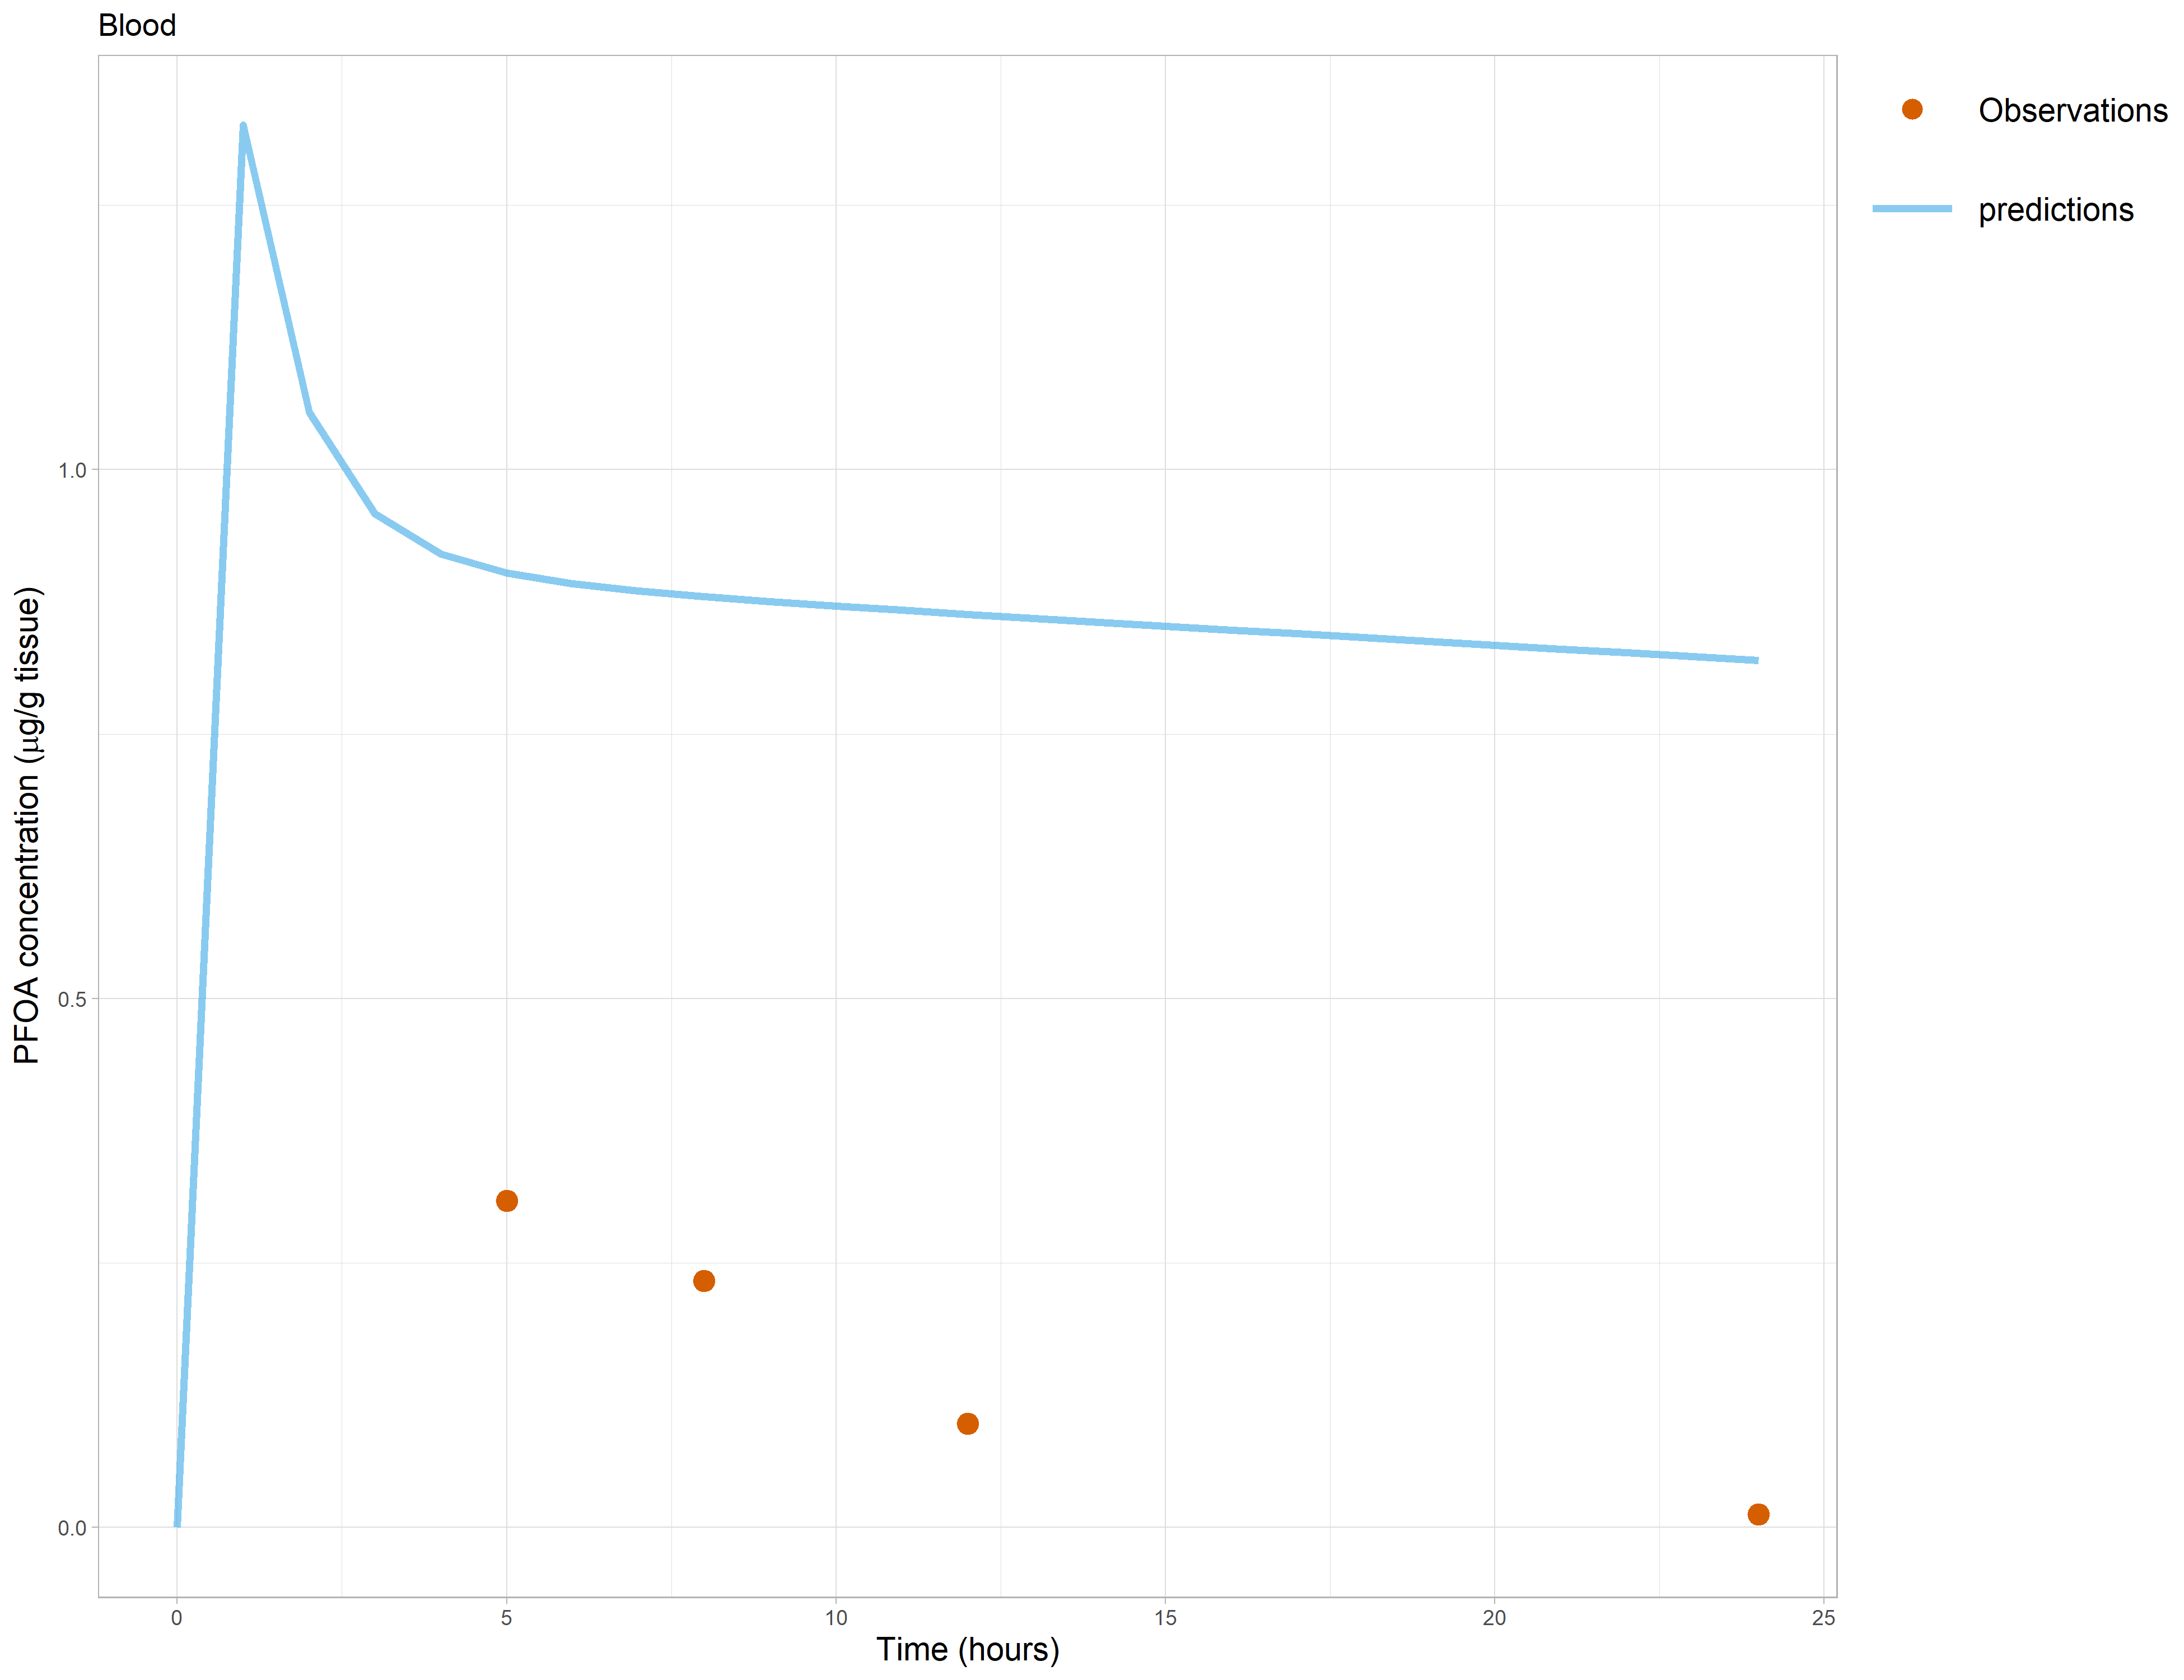 Blood
PFOA concentration (μg/g tissue)
1.0
0.5
0.0
0 5 10 15 20 25
Time (hours)
Observations
predictions